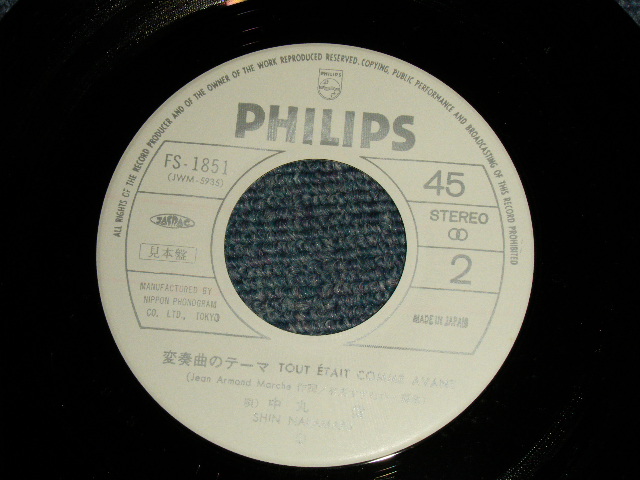 ALL RIGHTS OF THE RECORD PRODUCER AND OF THE OWNER OF THE WORK REPRODUCED RESERVED. COPYING, PUBLIC PERFORMANCE AND BROADCASTING OF THIS RECORD PROHIBITED
PHILIPS
PHILIPS
FS-1851
(JWM-5935)
45
STEREO
JASRAC
見本盤
2
MANUFACTURED BY
NIPPON PHONOGRAM
CO. LTD., TOKYO
MADE IN JAPAN
変奏曲のテーマ TOUT ÉTAIT COMME AVANT
(Jean Armand Marche
中丸
SHIN